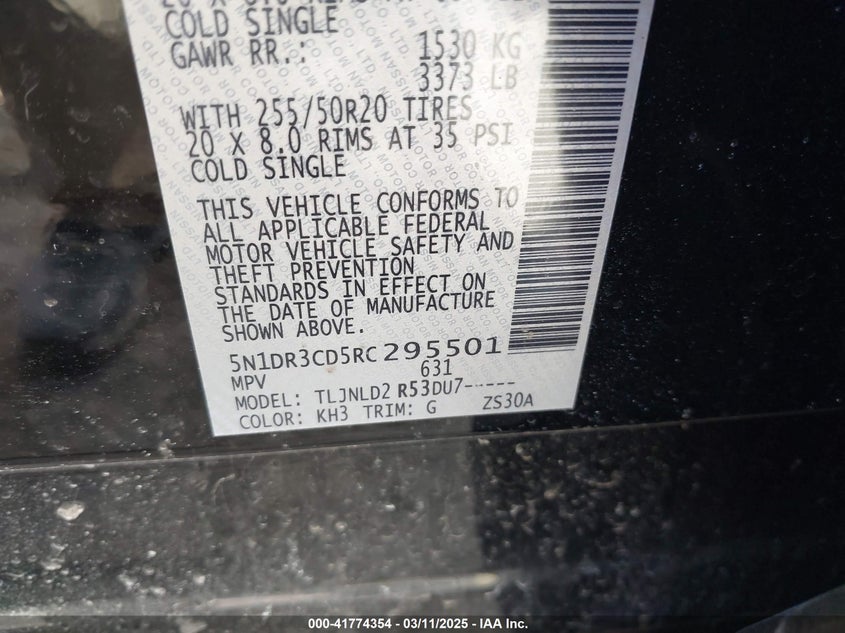 COLD SINGLE
GAWR RR.: 1530 KG
3373 LB
WITH 255/50R20 TIRES
20 X 8.0 RIMS AT 35 PSI
COLD SINGLE
THIS VEHICLE CONFORMS TO
ALL APPLICABLE FEDERAL
MOTOR VEHICLE SAFETY AND
THEFT PREVENTION
STANDARDS IN EFFECT ON
THE DATE OF MANUFACTURE
SHOWN ABOVE.
5N1DR3CD5RC295501
MPV 631
MODEL: TLJNLD2 R53DU7-----
COLOR: KH3 TRIM: G ZS30A
000-41774354 - 03/11/2025 - IAA Inc.